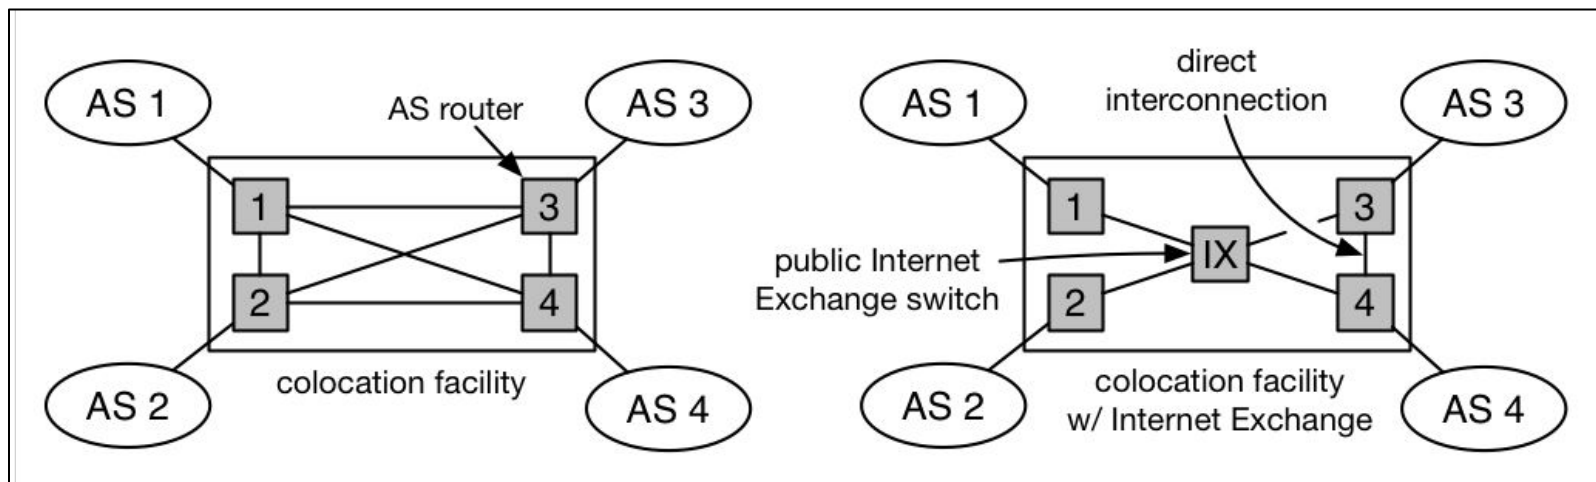 AS 1
AS router
AS 3
1
3
2
4
AS 2
colocation facility
AS 4
AS 1
direct
interconnection
AS 3
1
3
IX
public Internet
Exchange switch
2
4
AS 2
colocation facility
w/ Internet Exchange
AS 4